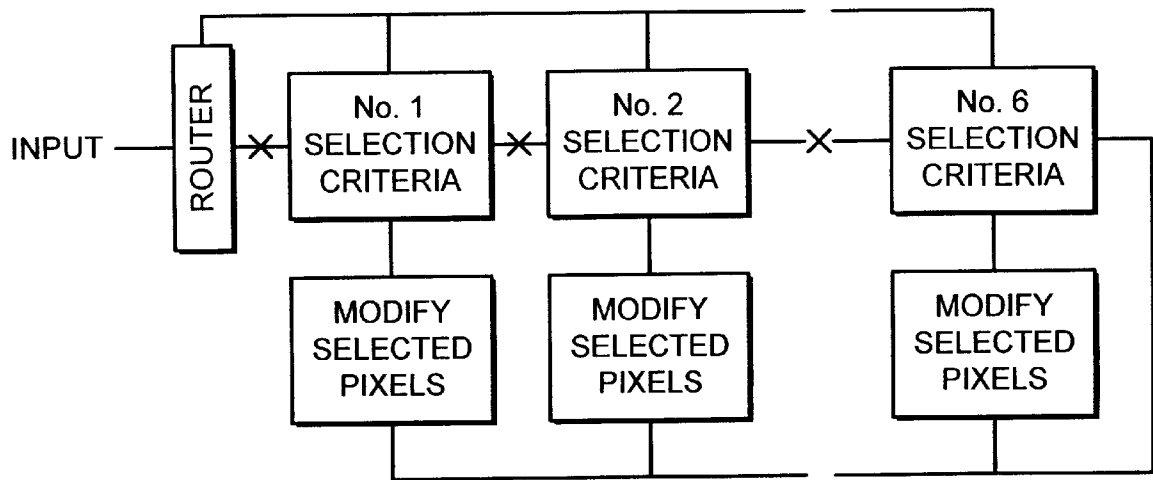 INPUT
ROUTER
No. 1
SELECTION
CRITERIA
No. 2
SELECTION
CRITERIA
No. 6
SELECTION
CRITERIA
MODIFY
SELECTED
PIXELS
MODIFY
SELECTED
PIXELS
MODIFY
SELECTED
PIXELS